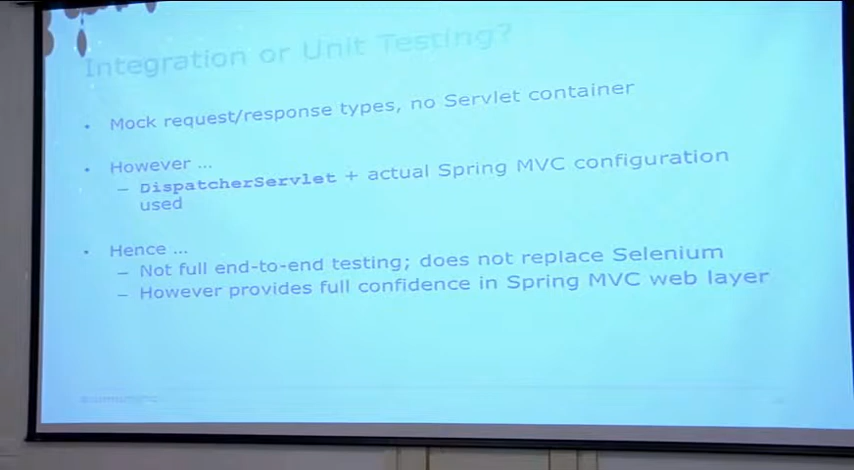 Integration or Unit Testing?
• Mock request/response types, no Servlet container
• However ...
– DispatcherServlet + actual Spring MVC configuration
used
• Hence ...
– Not full end-to-end testing; does not replace Selenium
– However provides full confidence in Spring MVC web layer